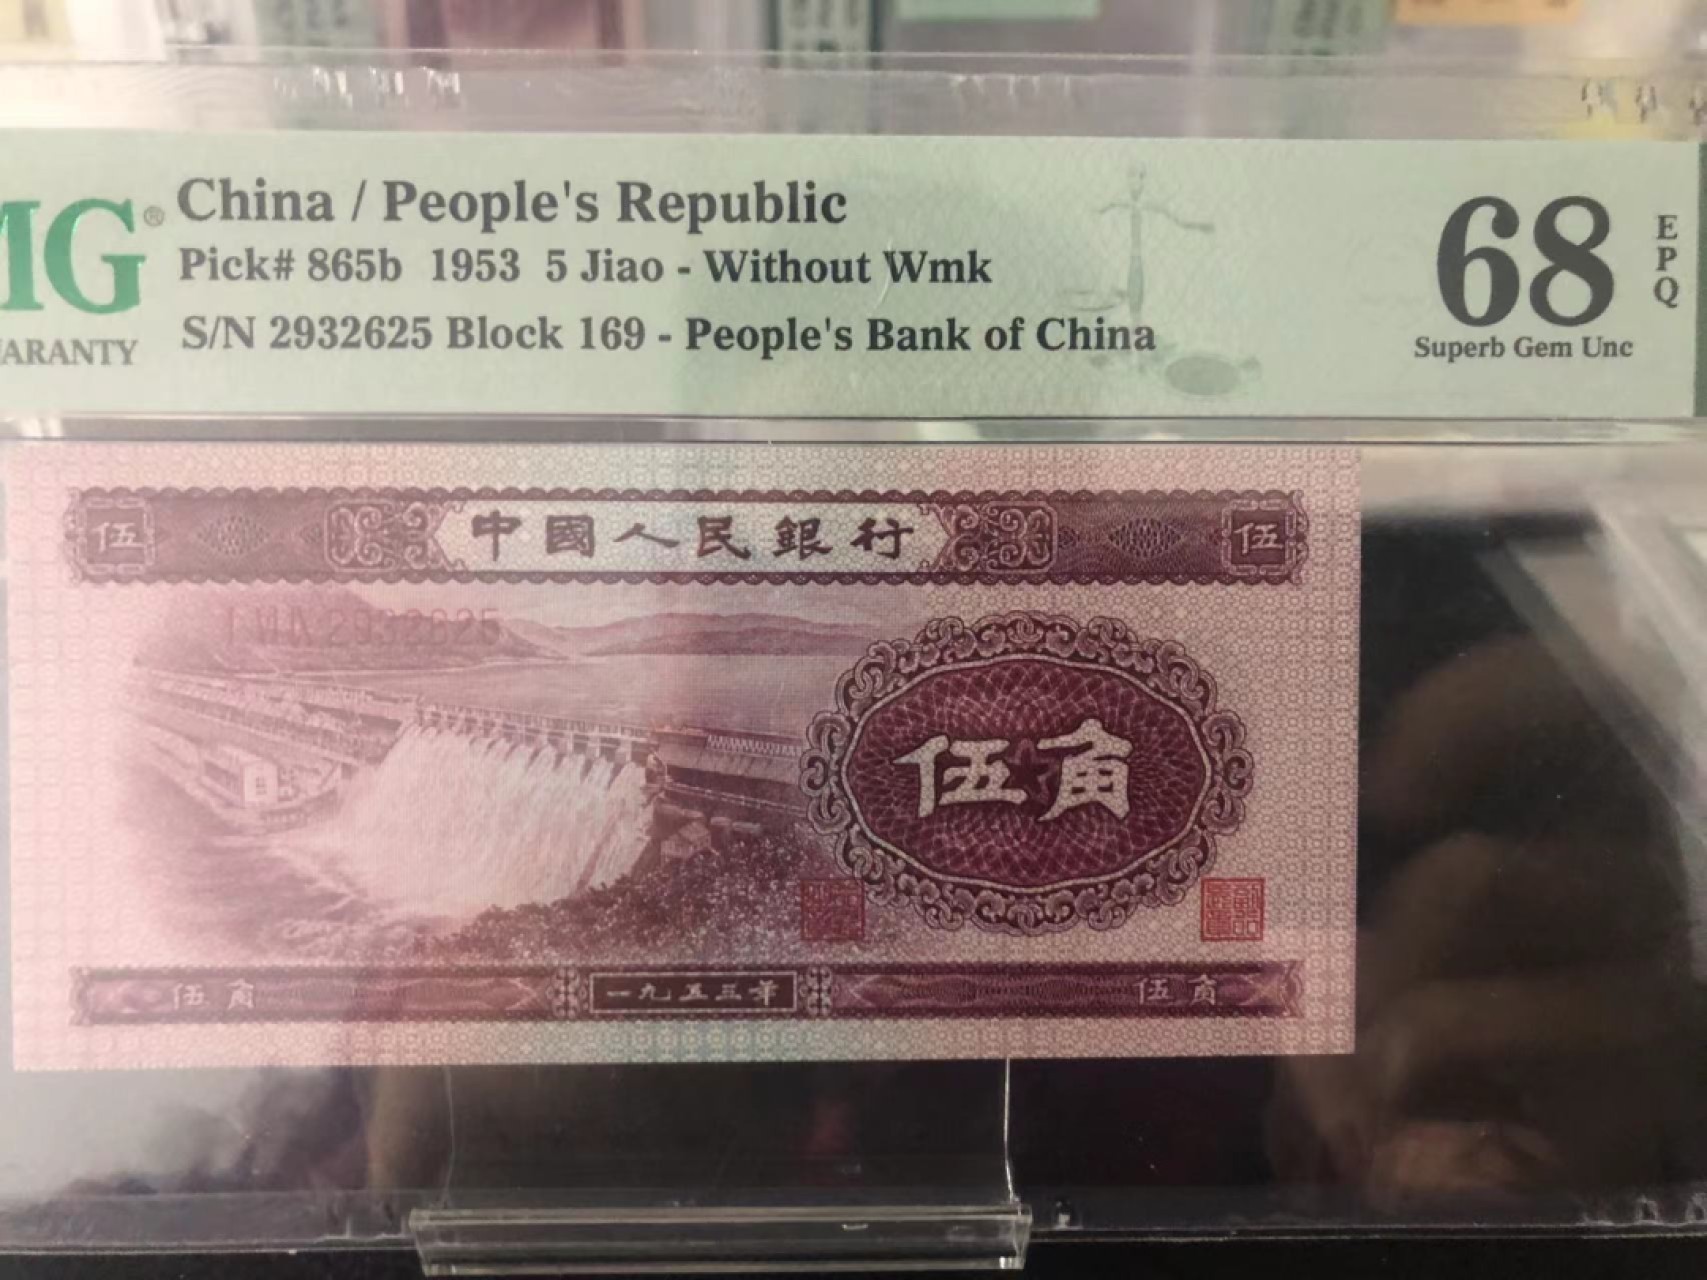 MG® China / People's Republic
Pick# 865b 1953 5 Jiao - Without Wmk
S/N 2932625 Block 169 - People's Bank of China
ARANTY
68 EPQ
Superb Gem Unc
伍 中國人民銀行 伍
2932625
伍角
伍角 一九五三年 伍角